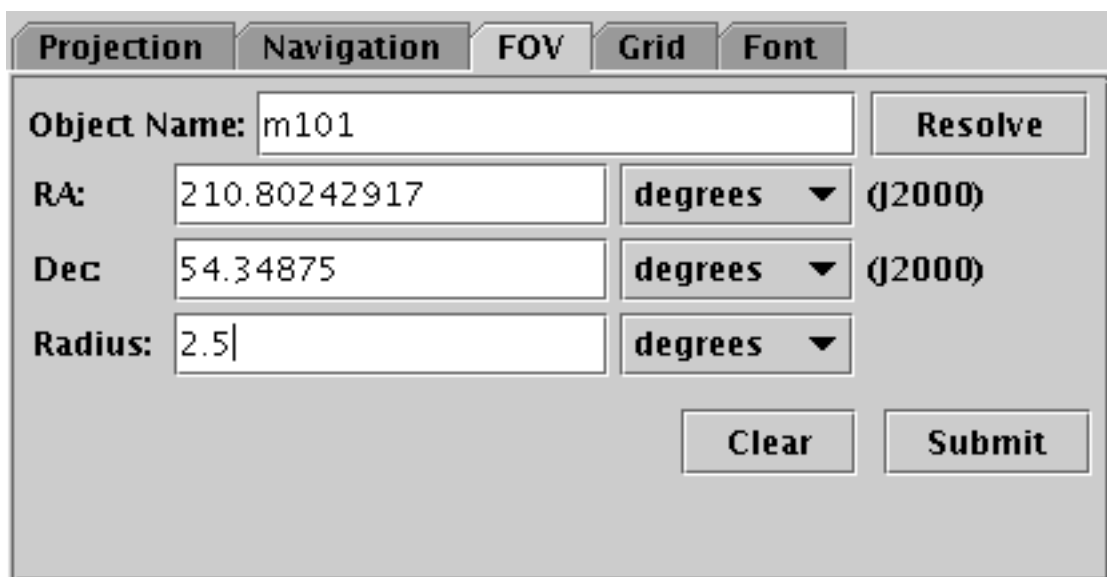 Projection Navigation FOV Grid Font
Object Name: m101 Resolve
RA: 210.80242917 degrees (J2000)
Dec: 54.34875 degrees (J2000)
Radius: 2.5 degrees
Clear Submit